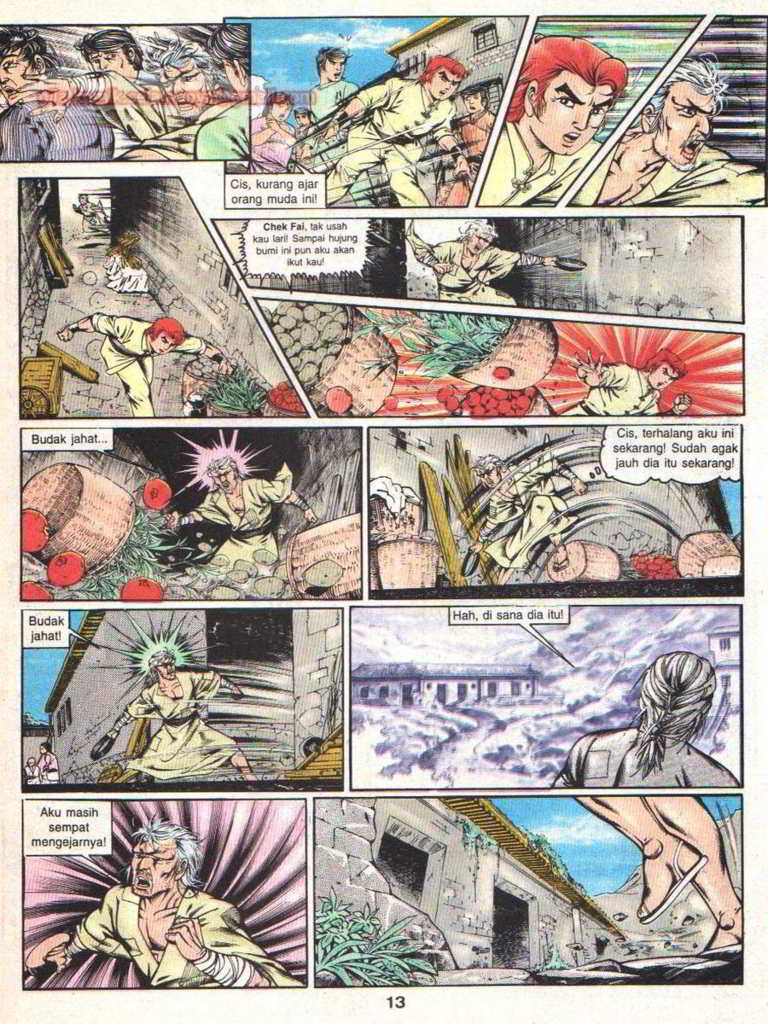 Cis, kurang ajar
orang muda ini!
Chek Fai, tak usah
kau lari! Sampai hujung
bumi ini pun aku akan
ikut kau!
Budak jahat...
Cis, terhalang aku ini
sekarang! Sudah agak
jauh dia itu sekarang!
Budak
jahat!
Hah, di sana dia itu!
Aku masih
sempat
mengejarnya!
13